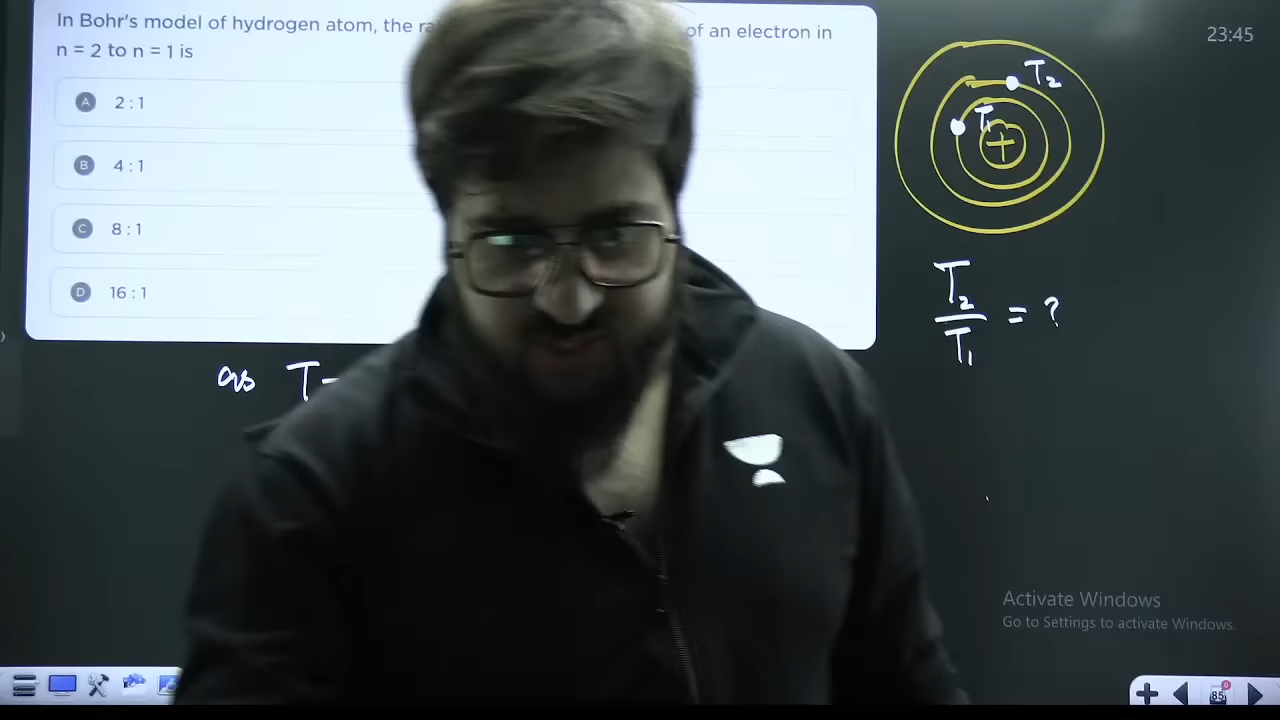 In Bohr's model of hydrogen atom, the of an electron in
n = 2 to n = 1 is
A 2 : 1
B 4 : 1
C 8 : 1
D 16 : 1
23:45
T₂
T₁
+
T₂
T₁
= ?
as T
Activate Windows
Go to Settings to activate Windows.
85